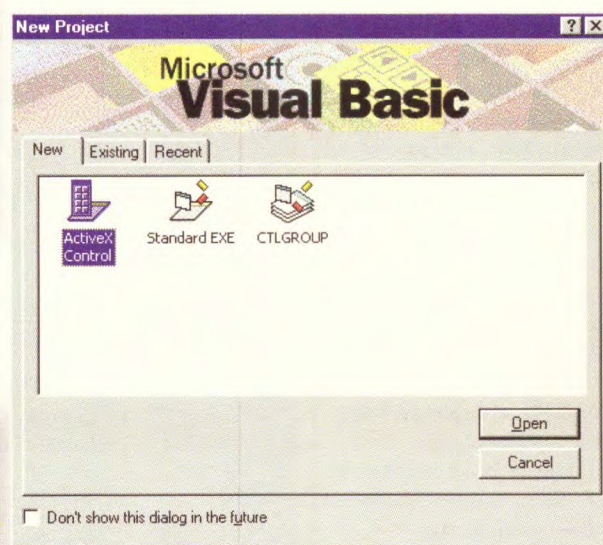 New Project
Microsoft
Visual Basic
New Existing Recent
ActiveX Control Standard EXE CTLGROUP
Open
Cancel
Don't show this dialog in the future